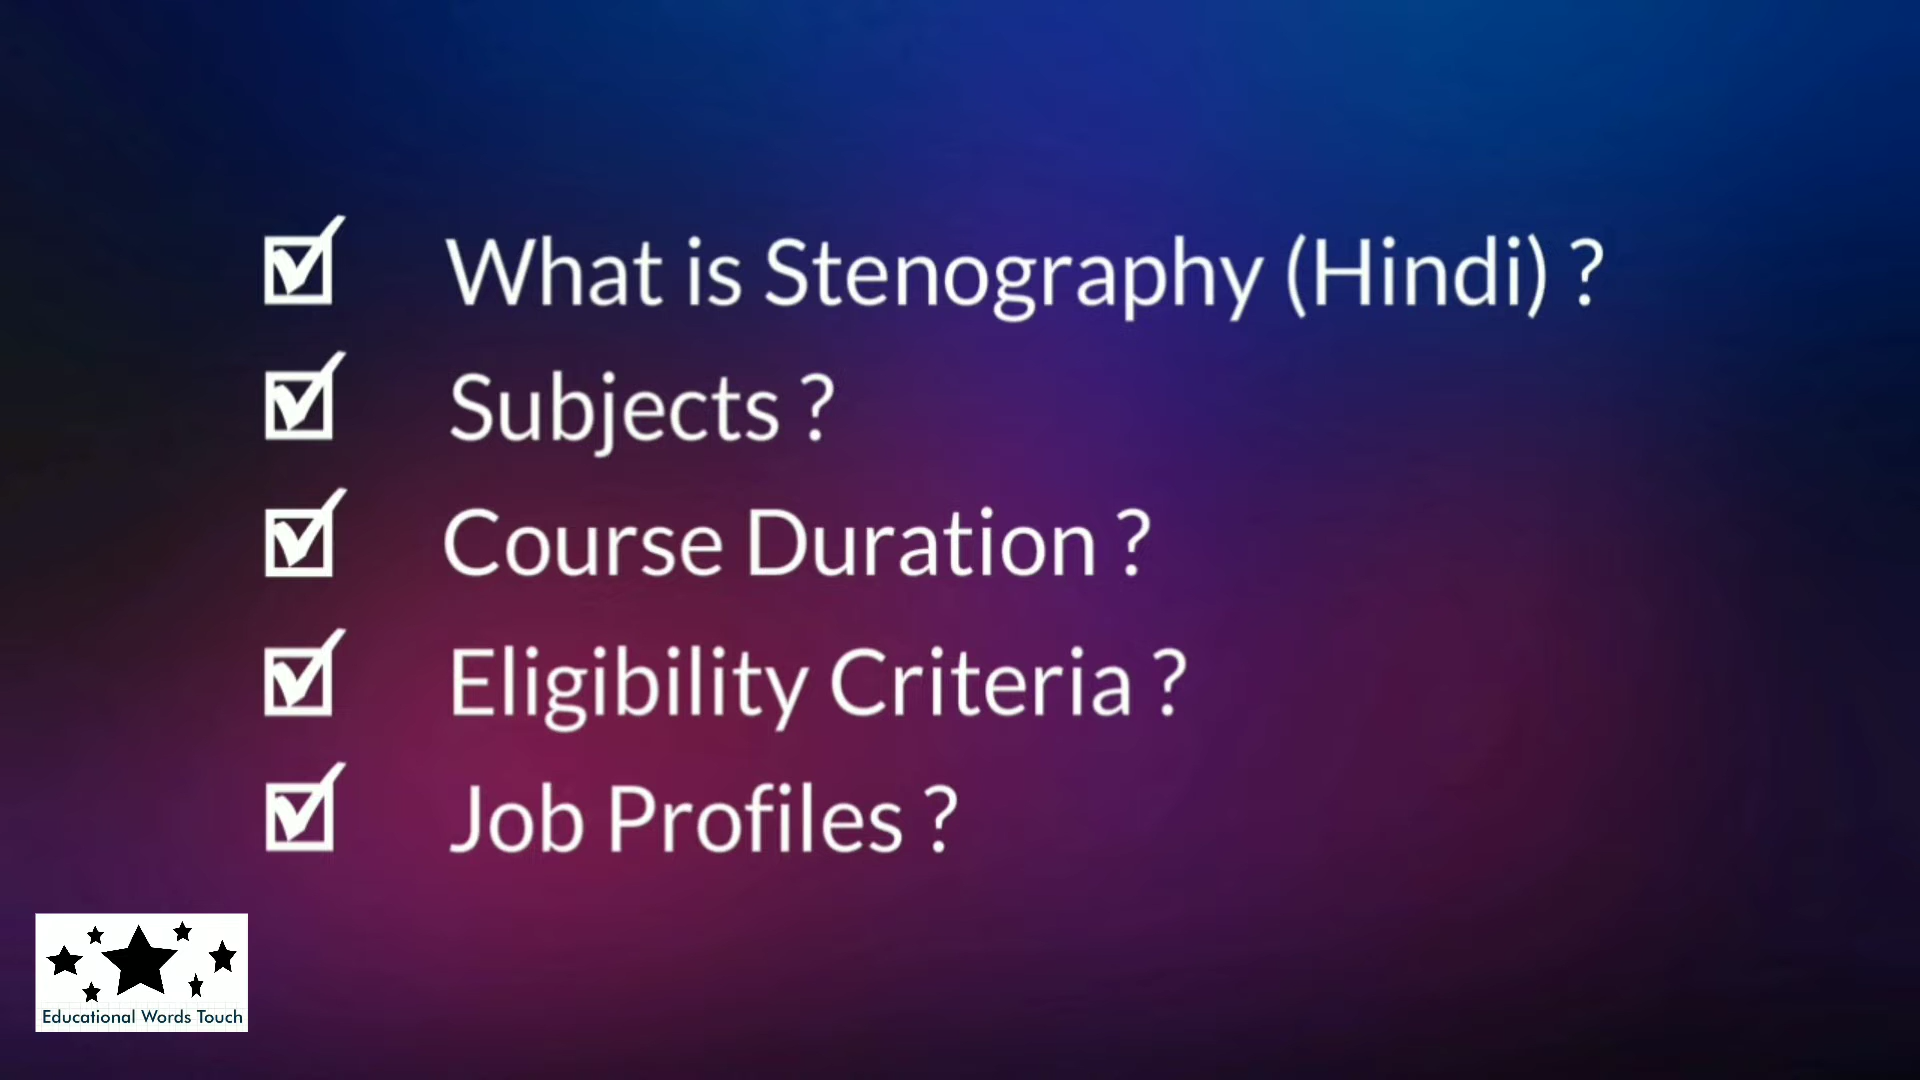 What is Stenography (Hindi) ?
Subjects ?
Course Duration ?
Eligibility Criteria ?
Job Profiles ?
Educational Words Touch